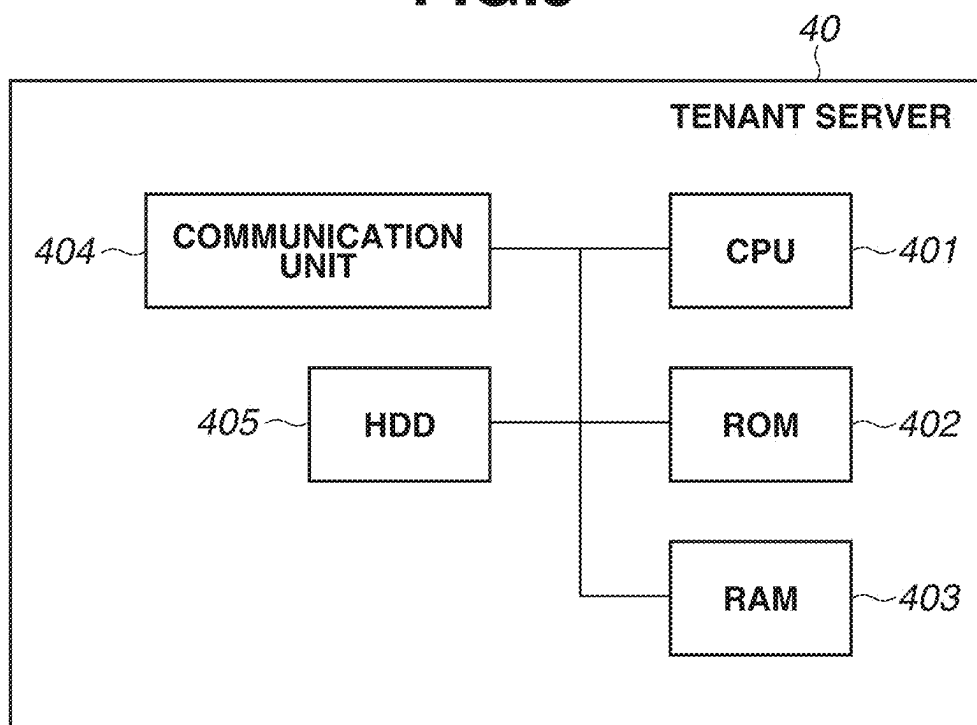 40
TENANT SERVER
404
COMMUNICATION
UNIT
CPU
401
405
HDD
ROM
402
RAM
403